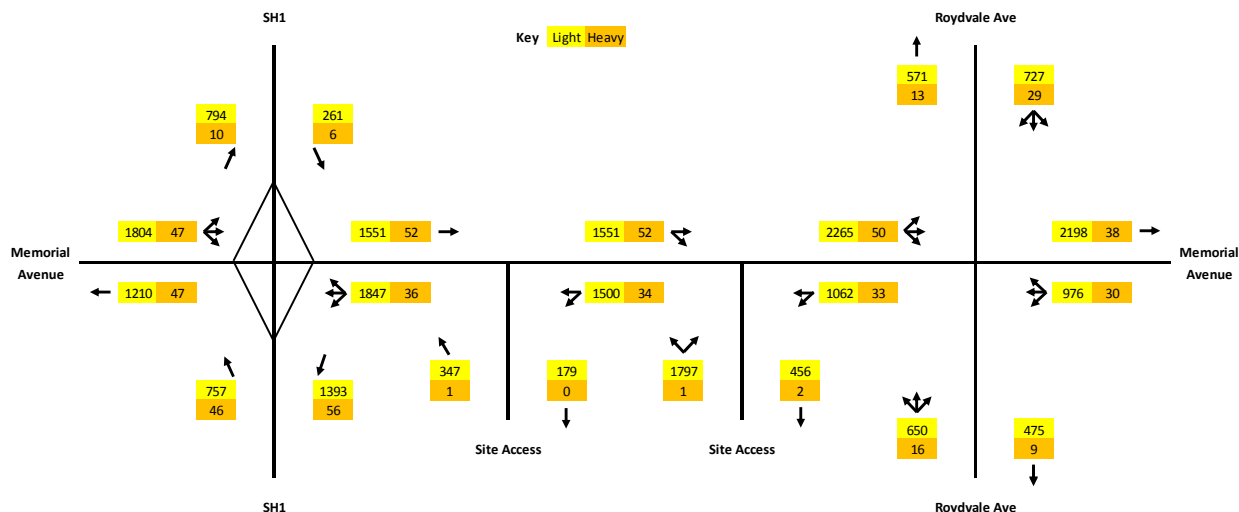 SH1
Roydvale Ave
Key Light Heavy
571 727
13 29
794 261
10 6
1804 47 1551 52 1551 52 2265 50 2198 38
Memorial Avenue
Memorial Avenue
1210 47 1847 36 1500 34 1062 33 976 30
347 179 1797 456
1 0 1 2
757 1393
46 56
650 475
16 9
Site Access Site Access
SH1
Roydvale Ave